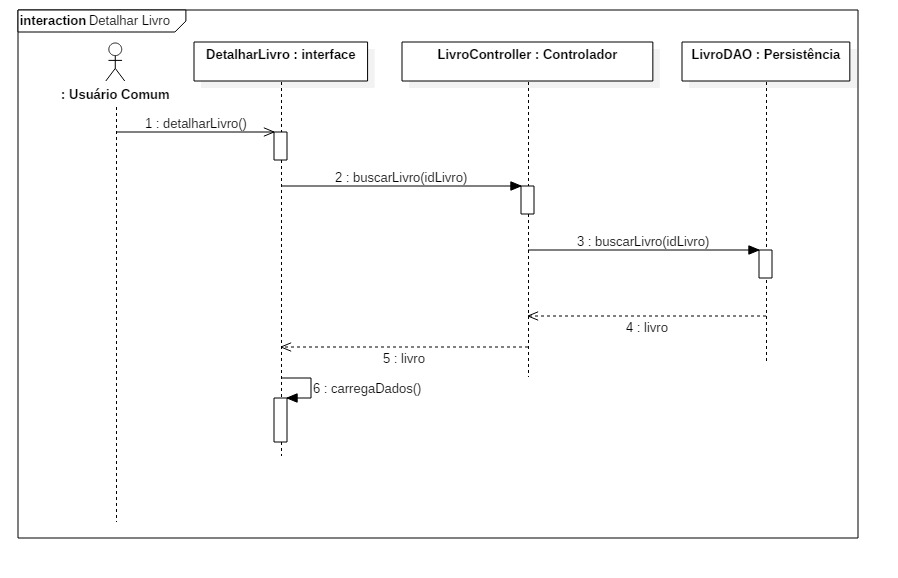 interaction Detalhar Livro
DetalharLivro : interface
LivroController : Controlador
LivroDAO : Persistência
: Usuário Comum
1 : detalharLivro()
2 : buscarLivro(idLivro)
3 : buscarLivro(idLivro)
4 : livro
5 : livro
6 : carregaDados()